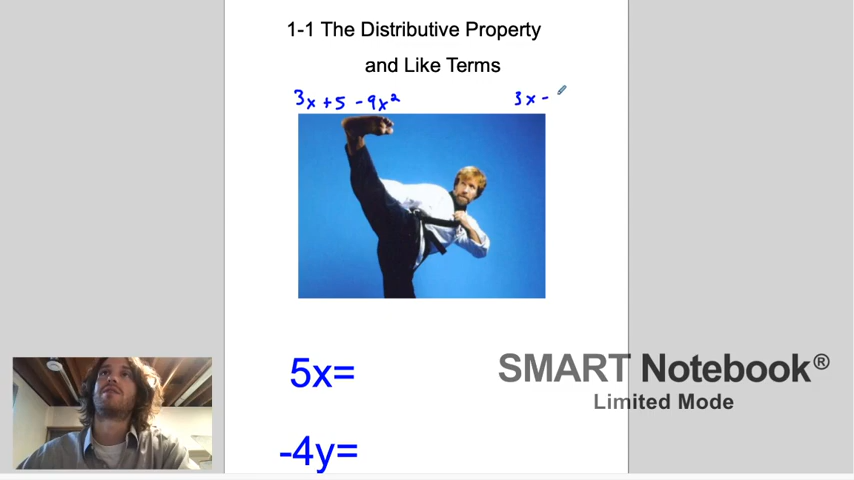 1-1 The Distributive Property
and Like Terms
3x + 5 - 9x²
3x -
5x=
-4y=
SMART Notebook®
Limited Mode